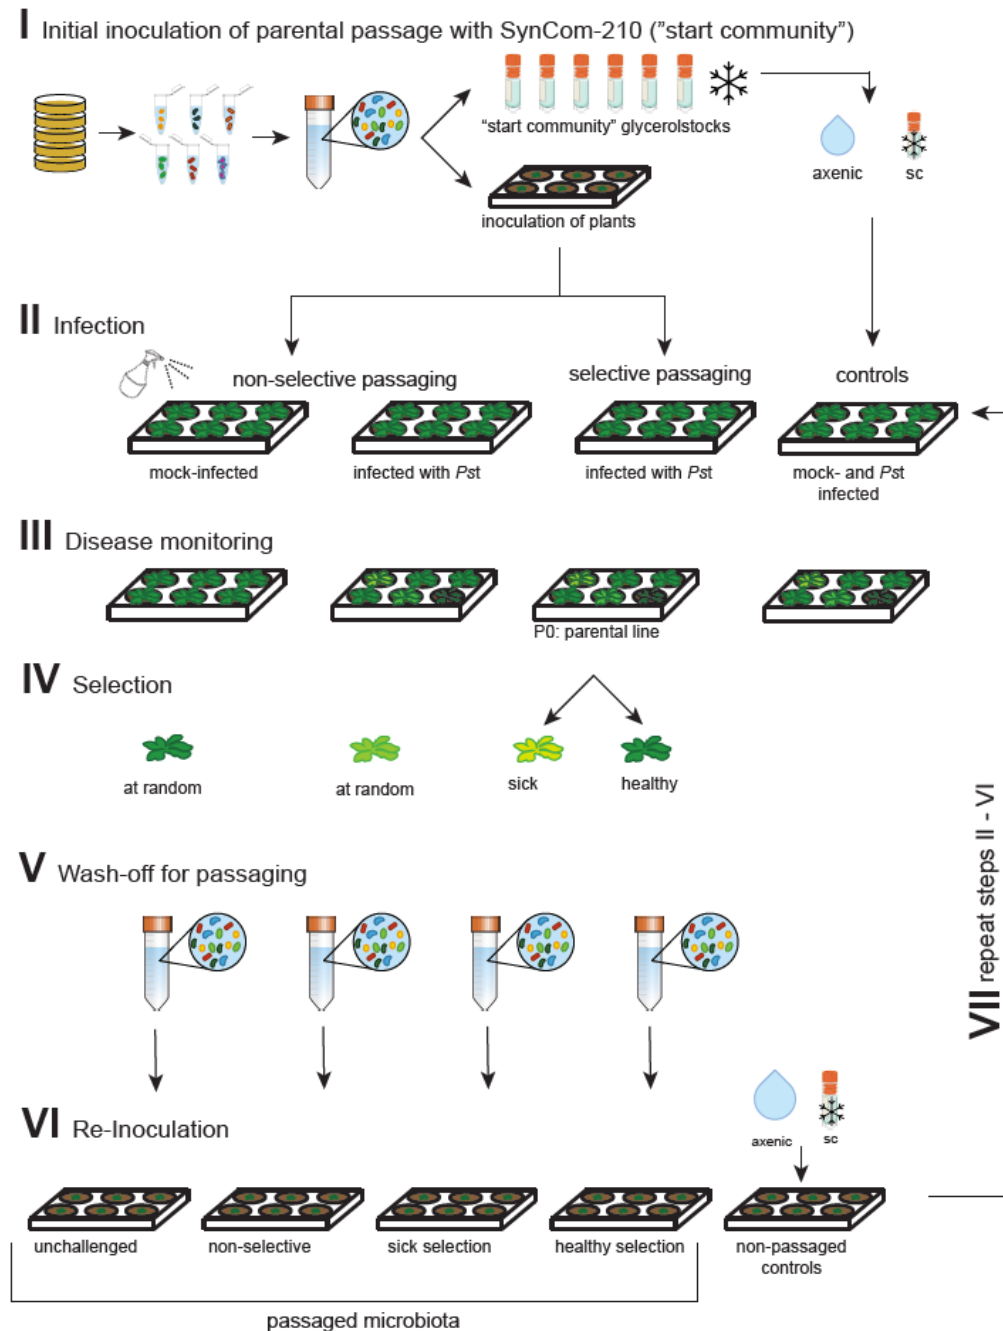 I Initial inoculation of parental passage with SynCom-210 ("start community")
"start community" glycerolstocks
axenic
sc
inoculation of plants
II Infection
non-selective passaging
selective passaging
controls
mock-infected
infected with Pst
infected with Pst
mock- and Pst
infected
III Disease monitoring
P0: parental line
IV Selection
at random
at random
sick
healthy
V Wash-off for passaging
VII repeat steps II - VI
VI Re-Inoculation
axenic
sc
unchallenged
non-selective
sick selection
healthy selection
non-passaged
controls
passaged microbiota